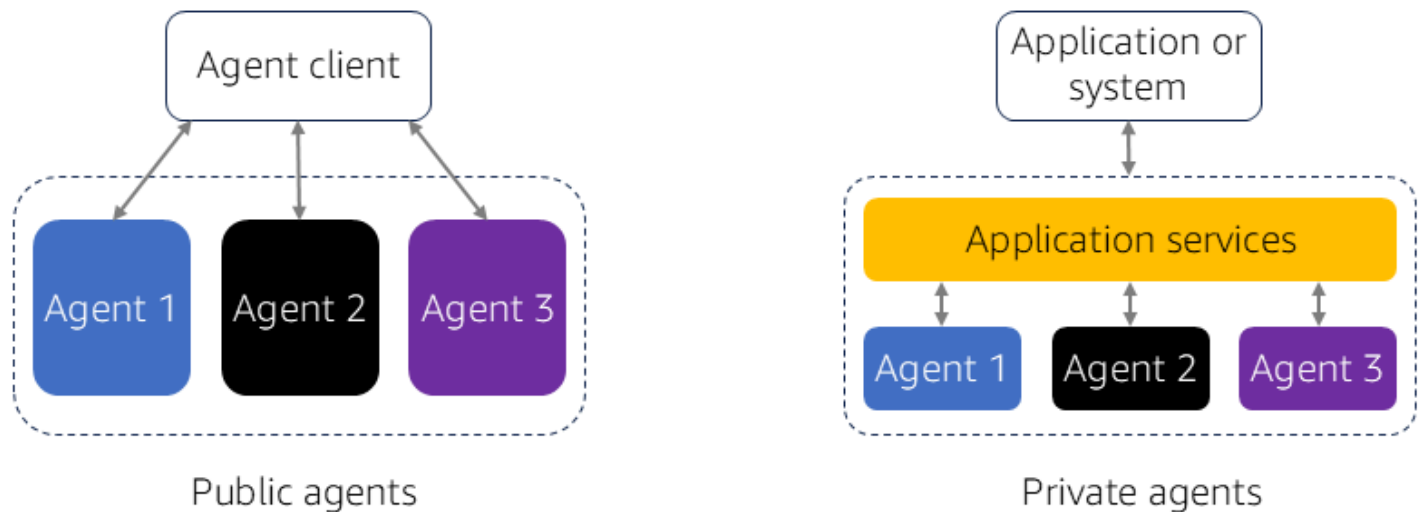 Agent client
Agent 1
Agent 2
Agent 3
Public agents
Application or
system
Application services
Agent 1
Agent 2
Agent 3
Private agents